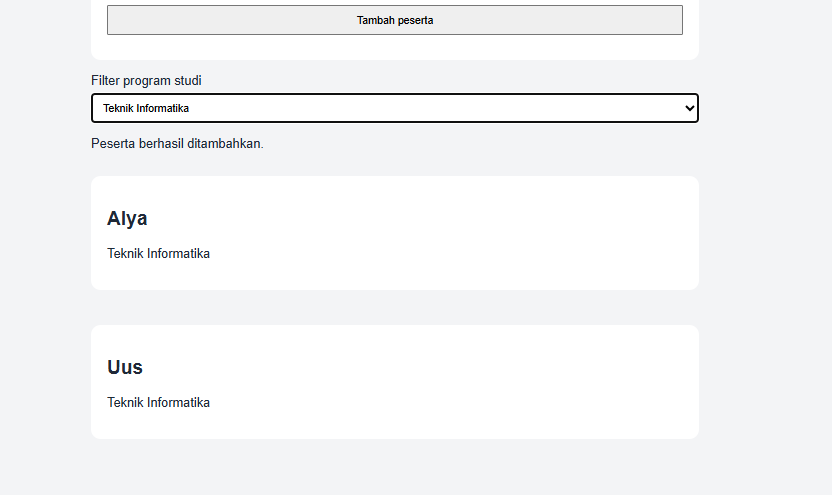 Tambah peserta
Filter program studi
Teknik Informatika
Peserta berhasil ditambahkan.
Alya
Teknik Informatika
Uus
Teknik Informatika